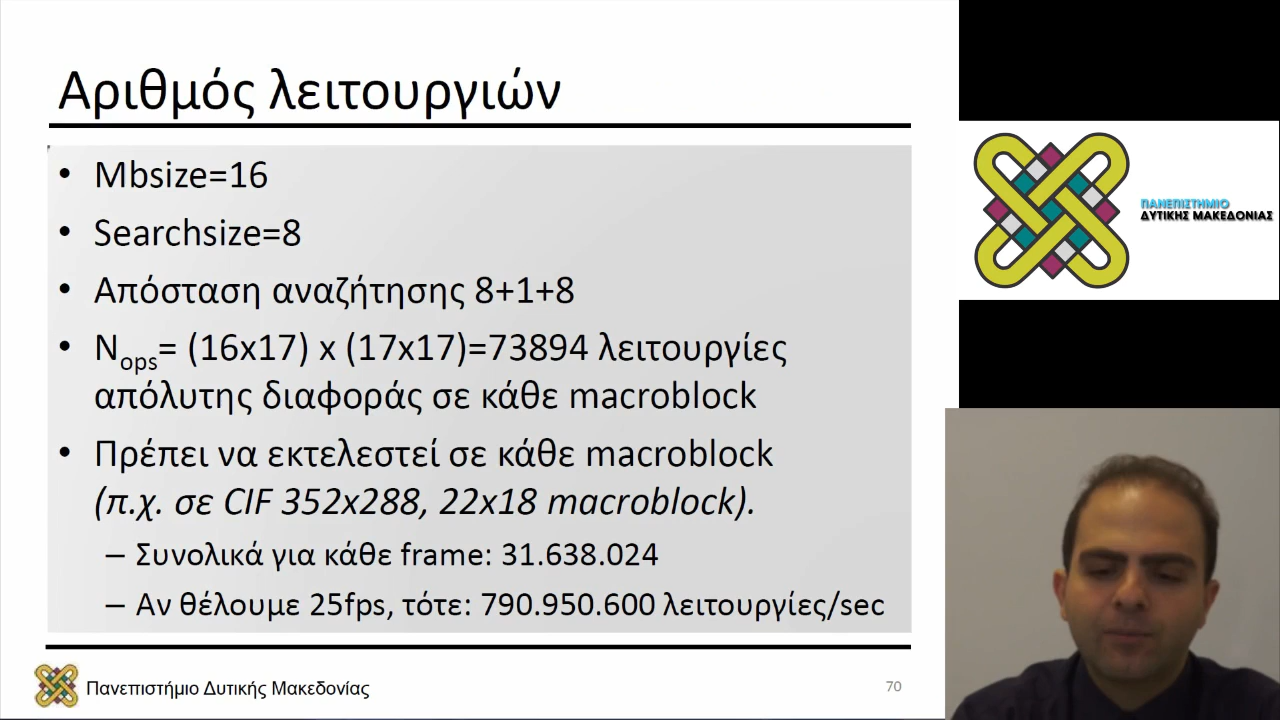 Αριθμός λειτουργιών
• Mbsize=16
• Searchsize=8
• Απόσταση αναζήτησης 8+1+8
• Nops= (16x17) x (17x17)=73894 λειτουργίες
απόλυτης διαφοράς σε κάθε macroblock
• Πρέπει να εκτελεστεί σε κάθε macroblock
(π.χ. σε CIF 352x288, 22x18 macroblock).
– Συνολικά για κάθε frame: 31.638.024
– Αν θέλουμε 25fps, τότε: 790.950.600 λειτουργίες/sec
Πανεπιστήμιο Δυτικής Μακεδονίας
70
ΠΑΝΕΠΙΣΤΗΜΙΟ
ΔΥΤΙΚΗΣ ΜΑΚΕΔΟΝΙΑΣ